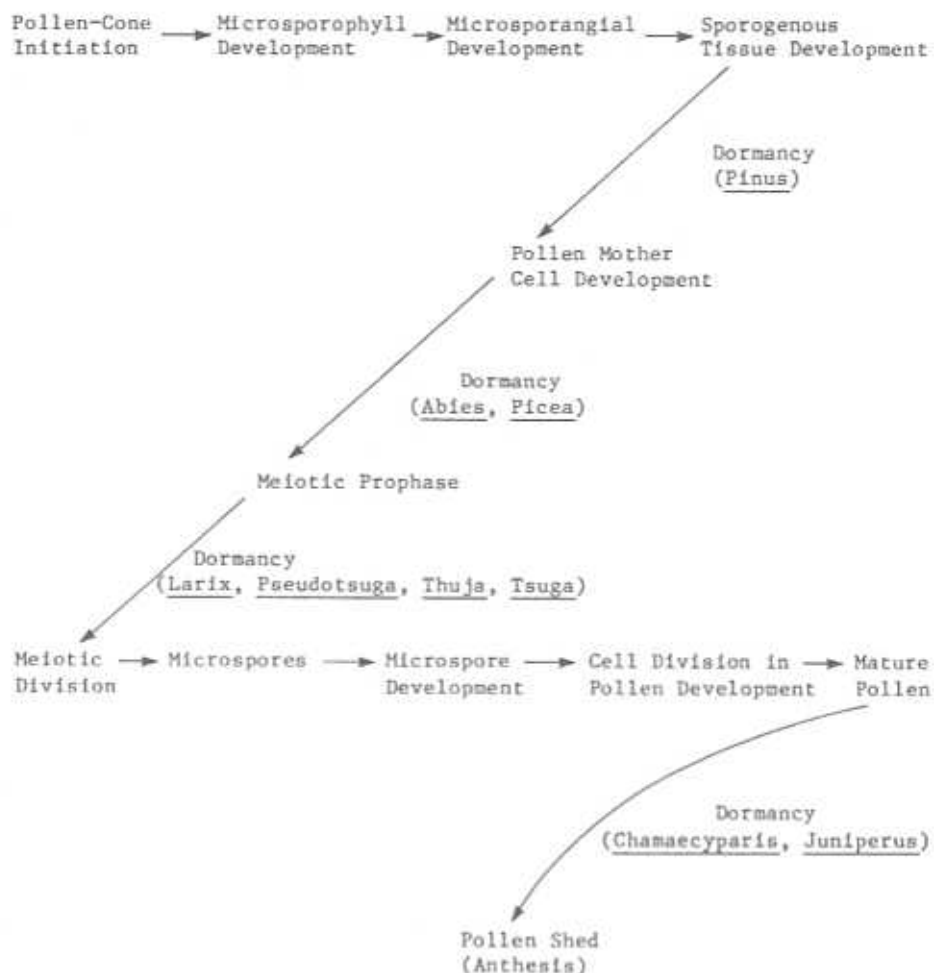 Pollen-Cone
Initiation
Microsporophyll
Development
Microsporangial
Development
Sporogenous
Tissue Development
Dormancy
(Pinus)
Pollen Mother
Cell Development
Dormancy
(Abies, Picea)
Meiotic Prophase
Dormancy
(Larix, Pseudotsuga, Thuja, Tsuga)
Meiotic
Division
Microspores
Microspore
Development
Cell Division in
Pollen Development
Mature
Pollen
Dormancy
(Chamaecyparis, Juniperus)
Pollen Shed
(Anthesis)